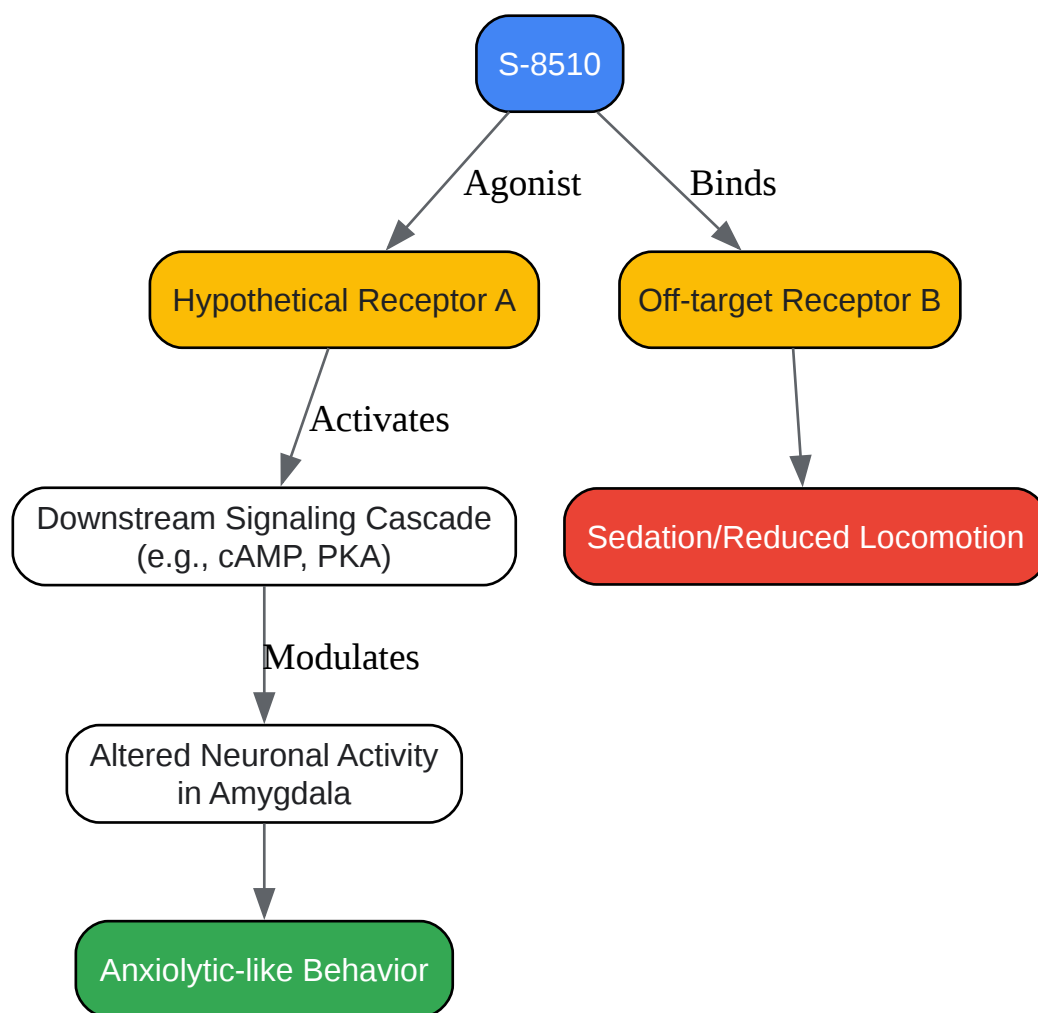 S-8510
Agonist
Binds
Hypothetical Receptor A
Off-target Receptor B
Activates
Downstream Signaling Cascade
(e.g., cAMP, PKA)
Sedation/Reduced Locomotion
Modulates
Altered Neuronal Activity
in Amygdala
Anxiolytic-like Behavior